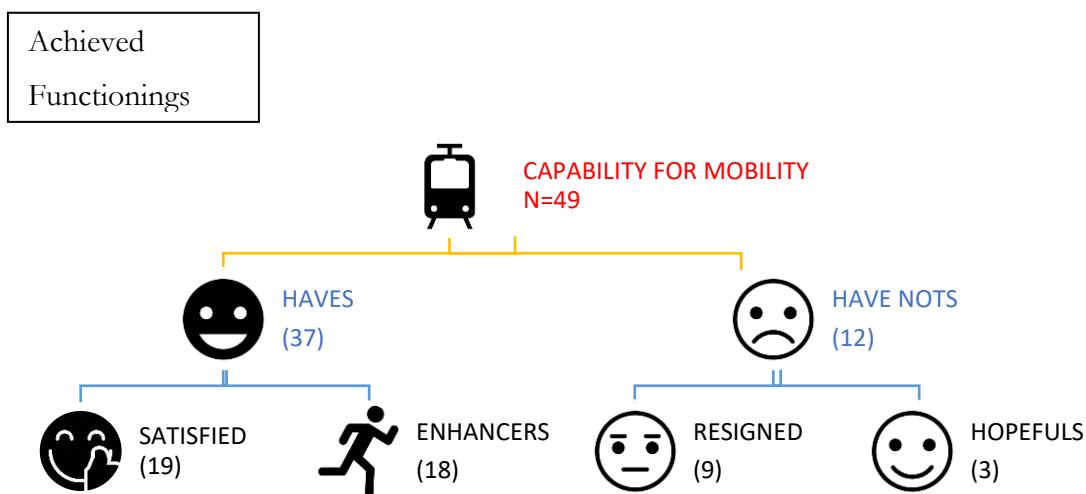 Achieved
Functionings
CAPABILITY FOR MOBILITY
N=49
HAVES
(37)
HAVE NOTS
(12)
SATISFIED
(19)
ENHANCERS
(18)
RESIGNED
(9)
HOPEFULS
(3)